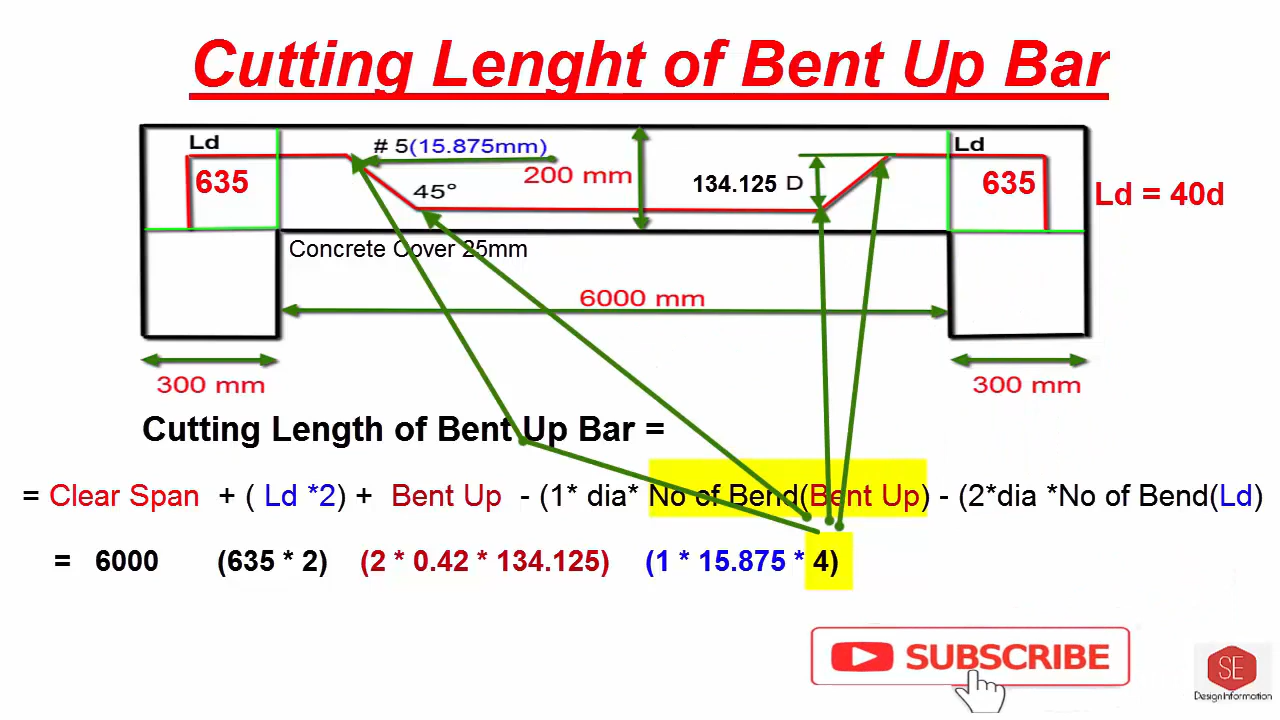 Cutting Lenght of Bent Up Bar
Ld
# 5(15.875mm)
Ld
635
200 mm
134.125 D
635
Ld = 40d
45°
Concrete Cover 25mm
6000 mm
300 mm
300 mm
Cutting Length of Bent Up Bar =
= Clear Span + ( Ld *2) + Bent Up - (1* dia* No of Bend(Bent Up) - (2*dia *No of Bend(Ld)
= 6000 (635 * 2) (2 * 0.42 * 134.125) (1 * 15.875 * 4)
SUBSCRIBE
SE
Design Information